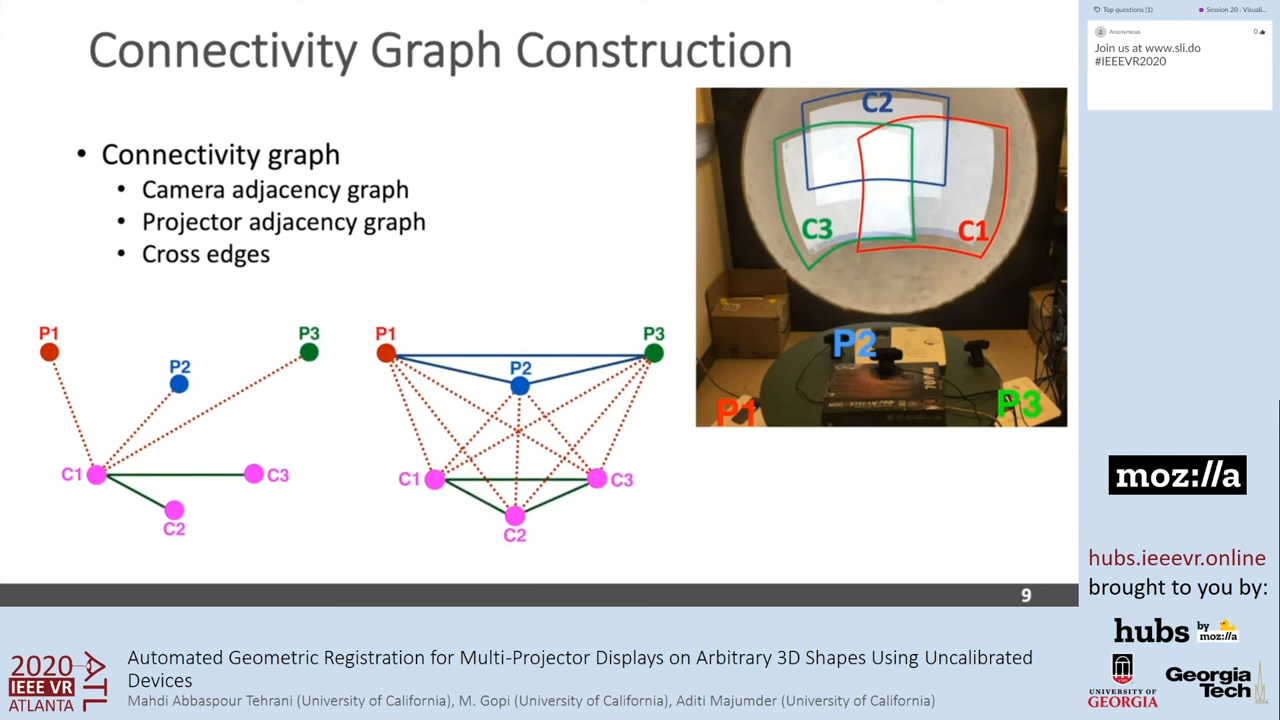 Connectivity Graph Construction
• Connectivity graph
• Camera adjacency graph
• Projector adjacency graph
• Cross edges
P1
P3
P2
C1
C3
C2
P1
P3
P2
C1
C3
C2
C2
C3
C1
P2
P1
P3
9
Top questions (1)
Session 20 : Visuali...
Anonymous
0
Join us at www.sli.do
#IEEEVR2020
moz://a
hubs.ieeevr.online
brought to you by:
hubs by moz://a
UNIVERSITY OF
GEORGIA
Georgia
Tech
2020
IEEE VR
ATLANTA
ATL
Automated Geometric Registration for Multi-Projector Displays on Arbitrary 3D Shapes Using Uncalibrated
Devices
Mahdi Abbaspour Tehrani (University of California), M. Gopi (University of California), Aditi Majumder (University of California)